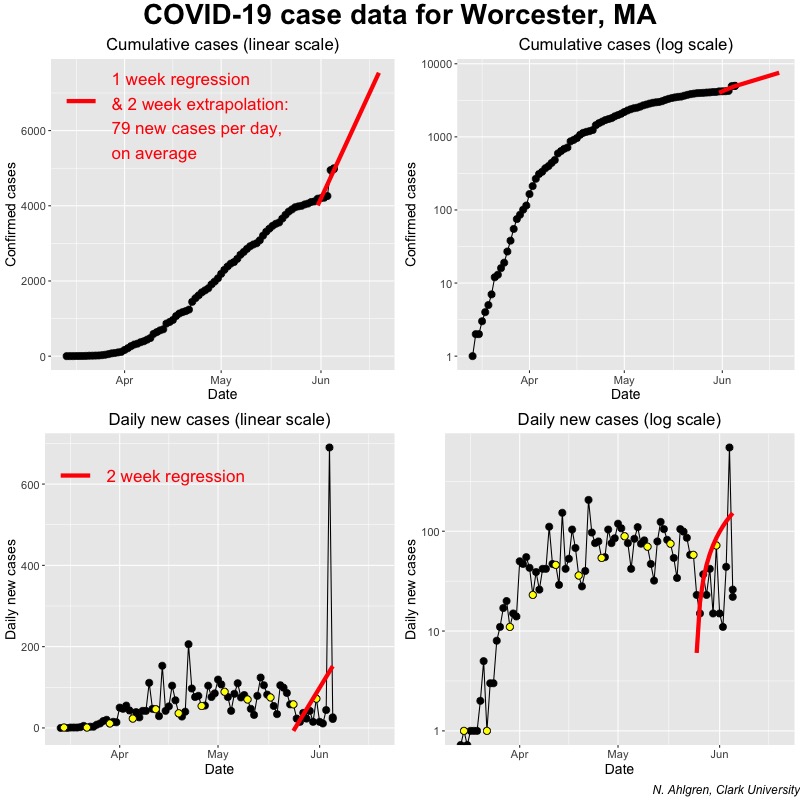 COVID-19 case data for Worcester, MA
Cumulative cases (linear scale)
Confirmed cases
6000
4000
2000
0
1 week regression
& 2 week extrapolation:
79 new cases per day,
on average
Apr
May
Jun
Date
Cumulative cases (log scale)
Confirmed cases
10000
1000
100
10
1
Apr
May
Jun
Date
Daily new cases (linear scale)
Daily new cases
600
400
200
0
2 week regression
Apr
May
Jun
Date
Daily new cases (log scale)
Daily new cases
100
10
1
Apr
May
Jun
Date
N. Ahlgren, Clark University